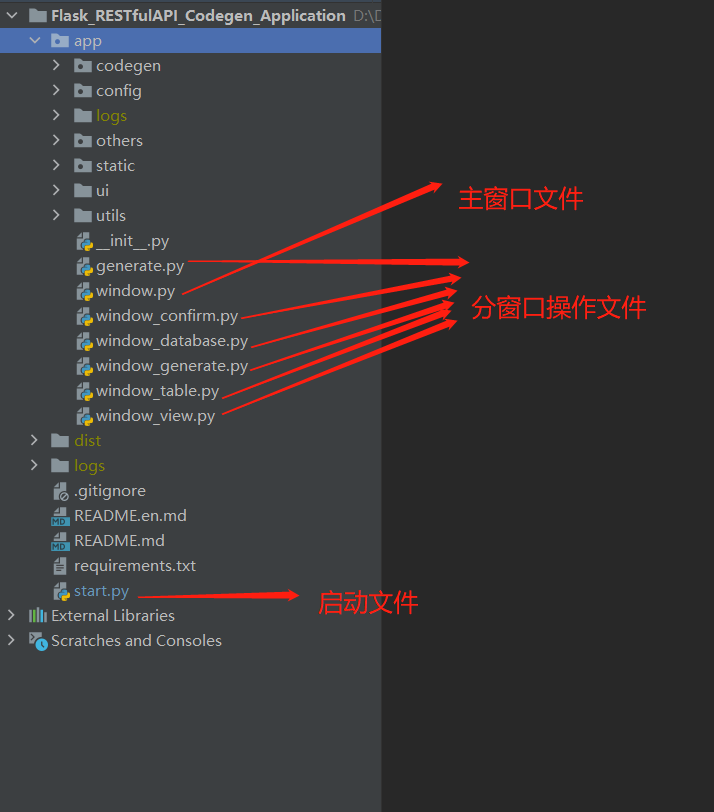 Flask_RESTfulAPI_Codegen_Application D:\D
app
codegen
config
logs
others
static
ui
utils
主窗口文件
__init__.py
generate.py
window.py
分窗口操作文件
window_confirm.py
window_database.py
window_generate.py
window_table.py
window_view.py
dist
logs
.gitignore
README.en.md
README.md
requirements.txt
start.py
启动文件
External Libraries
Scratches and Consoles